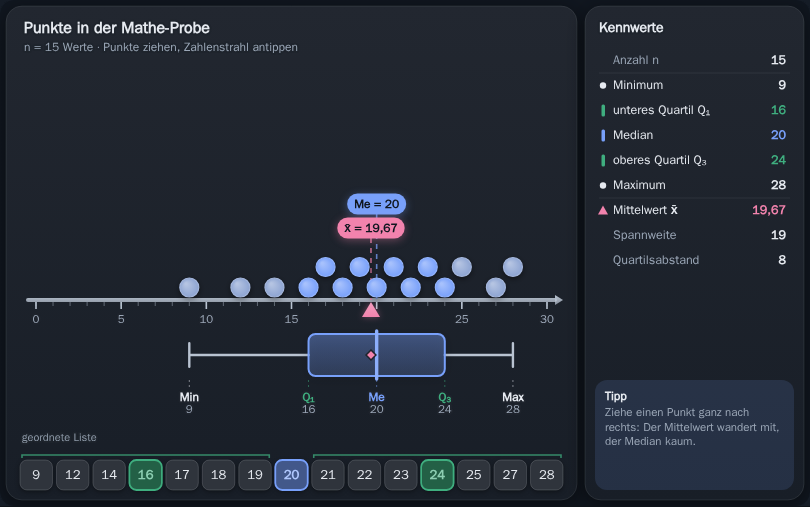 Punkte in der Mathe-Probe
n = 15 Werte · Punkte ziehen, Zahlenstrahl antippen
Me = 20
x̄ = 19,67
0 5 10 15 25 30
Min Q₁ Me Q₃ Max
9 16 20 24 28
geordnete Liste
9 12 14 16 17 18 19 20 21 22 23 24 25 27 28
Kennwerte
Anzahl n 15
Minimum 9
unteres Quartil Q₁ 16
Median 20
oberes Quartil Q₃ 24
Maximum 28
Mittelwert x̄ 19,67
Spannweite 19
Quartilsabstand 8
Tipp
Ziehe einen Punkt ganz nach
rechts: Der Mittelwert wandert mit,
der Median kaum.